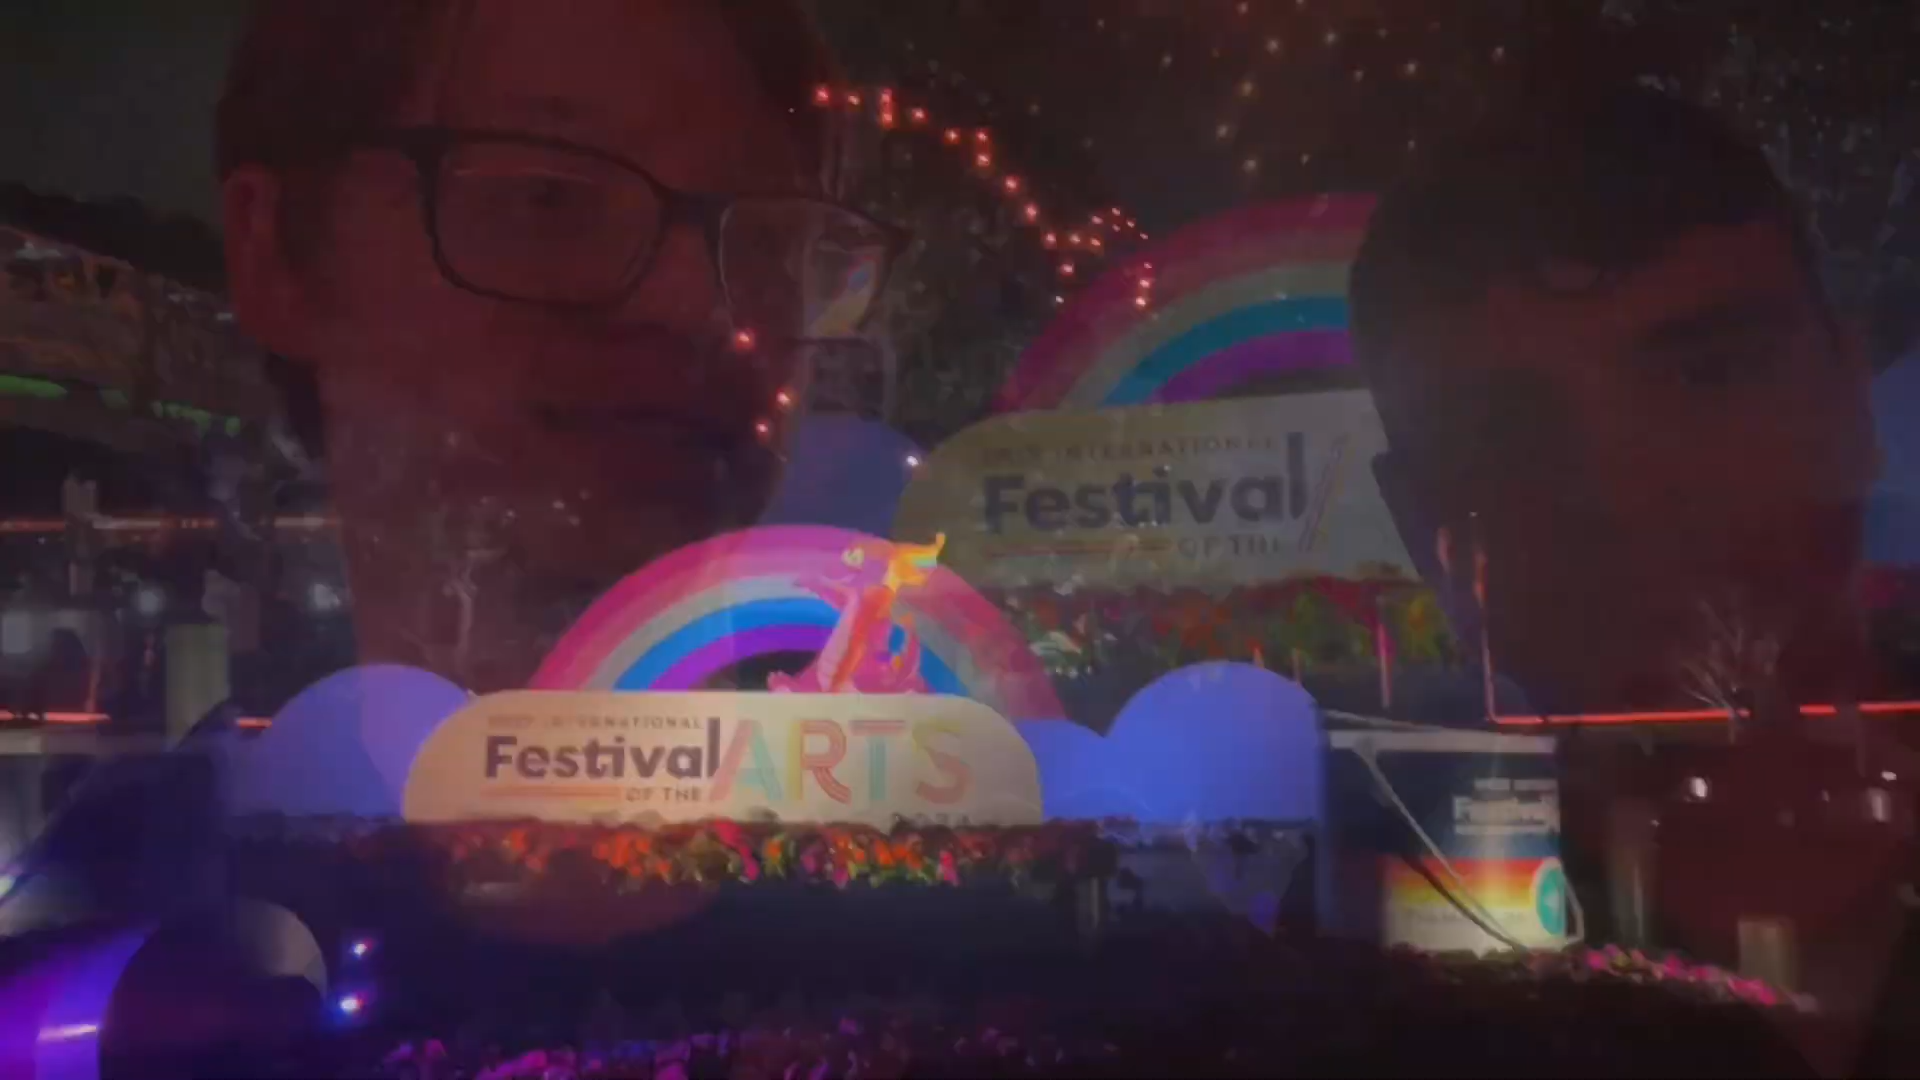 INTERNATIONAL
Festival
OF THE
INTERNATIONAL
Festival ARTS
OF THE